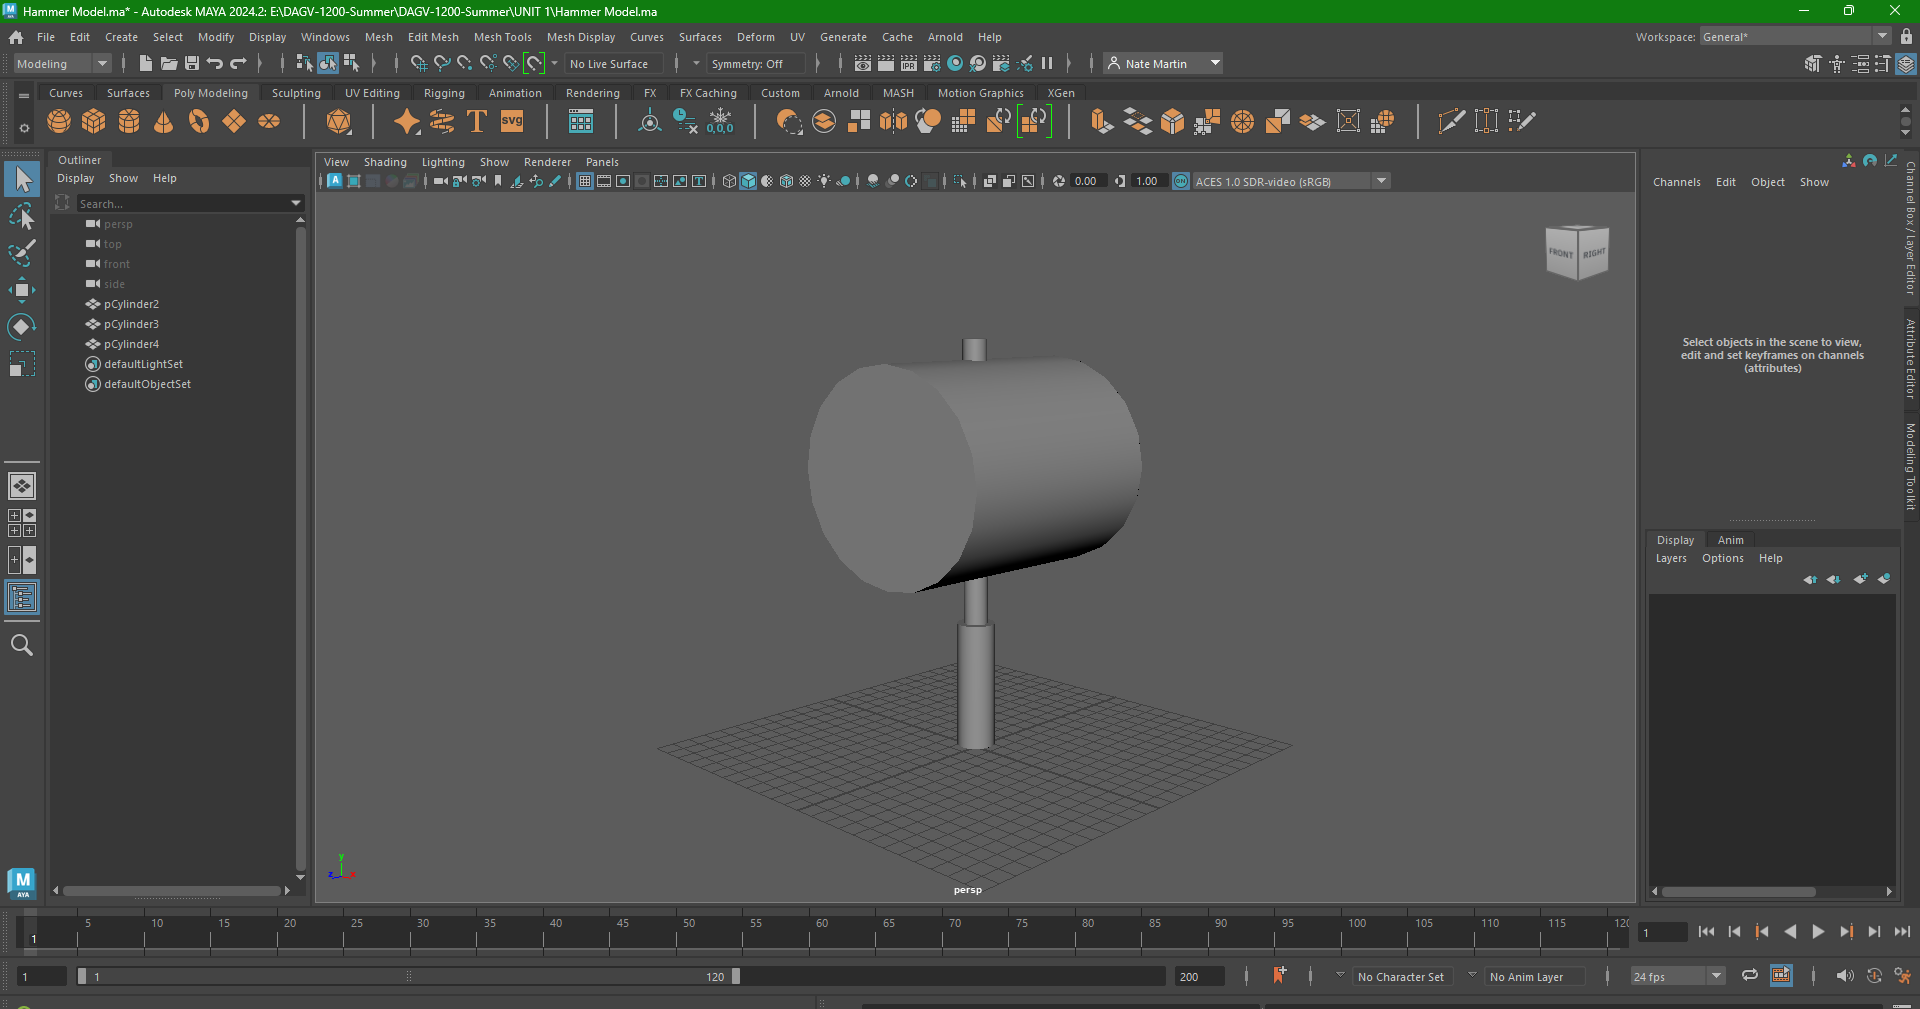 Hammer Model.ma* - Autodesk MAYA 2024.2: E:\DAGV-1200-Summer\DAGV-1200-Summer\UNIT 1\Hammer Model.ma
File Edit Create Select Modify Display Windows Mesh Edit Mesh Mesh Tools Mesh Display Curves Surfaces Deform UV Generate Cache Arnold Help Workspace: General*
Modeling No Live Surface Symmetry: Off IPR Nate Martin
Curves Surfaces Poly Modeling Sculpting UV Editing Rigging Animation Rendering FX FX Caching Custom Arnold MASH Motion Graphics XGen
T SVG 0,0,0
Outliner
Display Show Help
Search...
persp
top
front
side
pCylinder2
pCylinder3
pCylinder4
defaultLightSet
defaultObjectSet
View Shading Lighting Show Renderer Panels
0.00 1.00 ON ACES 1.0 SDR-video (sRGB)
FRONT RIGHT
y
z x
persp
Channels Edit Object Show
Select objects in the scene to view,
edit and set keyframes on channels
(attributes)
Channel Box / Layer Editor
Attribute Editor
Modeling Toolkit
Display Anim
Layers Options Help
M
AYA
5 10 15 20 25 30 35 40 45 50 55 60 65 70 75 80 85 90 95 100 105 110 115 120
1 1
1 1 120 200 No Character Set No Anim Layer 24 fps